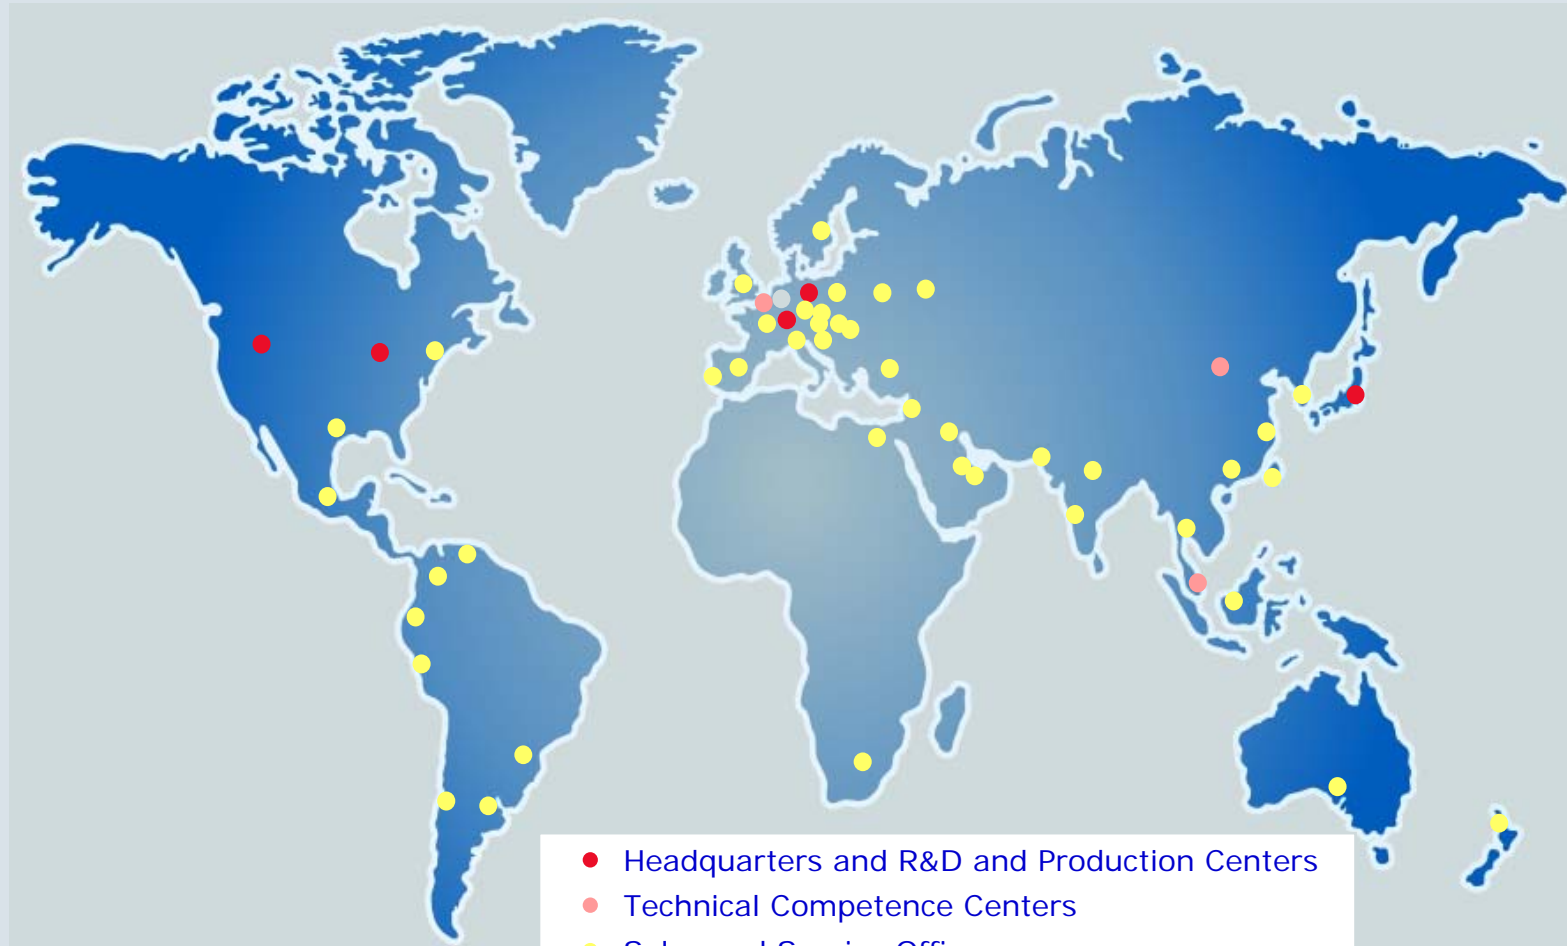 Headquarters and R&D and Production Centers
Technical Competence Centers